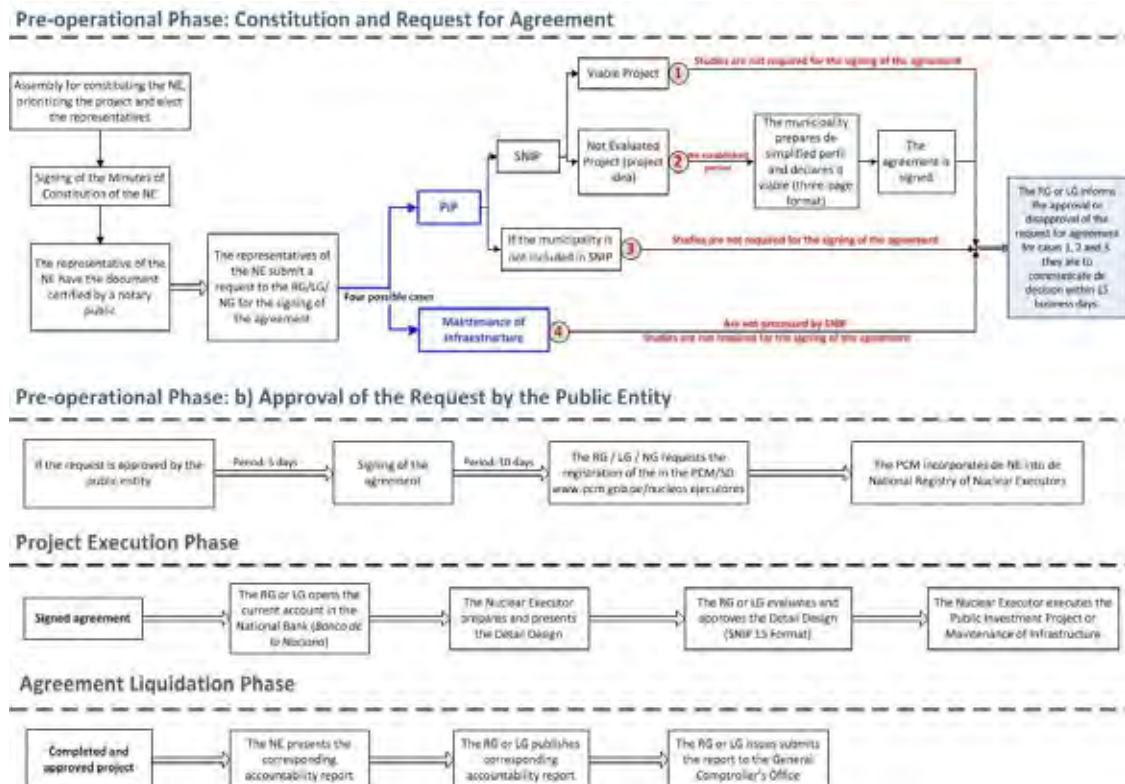 Pre-operational Phase: Constitution and Request for Agreement
Assembly for constituting the NE,
prioritizing the project and elect
the representatives
Signing of the Minutes of
Constitution of the NE
The representative of the
NE have the document
certified by a notary
public
The representatives of
the NE submit a
request to the RG/LG/
NG for the signing of
the agreement
Four possible cases
PIP
Maintenance of
Infraestructure
4
SNIP
If the municipality is
not included in SNIP
3
Viable Project
1
Not Evaluated
Project (project
idea)
2
Studies are not required for the signing of the agreement
established
period
The municipality
prepares de
simplified perfil
and declares it
viable (three-page
format)
The
agreement is
signed
Studies are not required for the signing of the agreement
Are not processed by SNIP
Studies are not required for the signing of the agreement
The RG or LG informs
the approval or
disapproval of the
request for agreement
for cases 1, 2 and 3
they are to
communicate de
decision within 15
business days.
Pre-operational Phase: b) Approval of the Request by the Public Entity
If the request is approved by the
public entity
Period: 5 days
Signing of the
agreement
Period: 10 days
The RG / LG / NG requests the
registration of the in the PCM/SD
www.pcm.gob.pe/nucleos ejecutores
The PCM incorporates de NE into de
National Registry of Nuclear Executors
Project Execution Phase
Signed agreement
The RG or LG opens the
current account in the
National Bank (Banco de
la Naciono)
The Nuclear Executor
prepares and presents
the Detail Design
The RG or LG evaluates and
approves the Detail Design
(SNIP 15 Format)
The Nuclear Executor executes the
Public Investment Project or
Maintenance of Infrastructure
Agreement Liquidation Phase
Completed and
approved project
The NE presents the
corresponding
accountability report
The RG or LG publishes
corresponding
accountability report
The RG or LG issues submits
the report to the General
Comptroller's Office